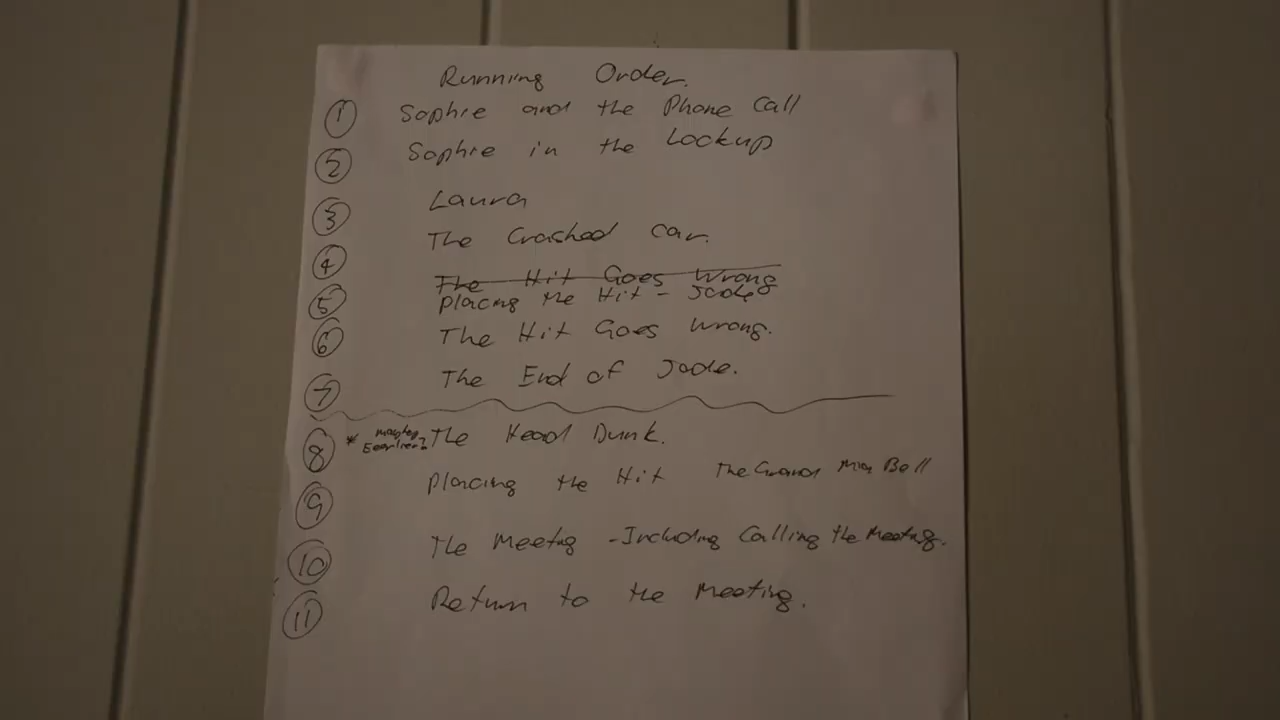 Running Order.
① Sophie and the Phone Call
② Sophie in the Lockup
③ Laura
④ The Crashed Car.
The Hit Goes Wrong
⑤ Placing the Hit - Jade
⑥ The Hit Goes Wrong.
⑦ The End of Jade.
⑧ * Maybe Earlier? The Head Dunk.
⑨ Placing the Hit The Grand Bell
⑩ The Meeting - Including Calling the Meeting.
⑪ Return to the Meeting.